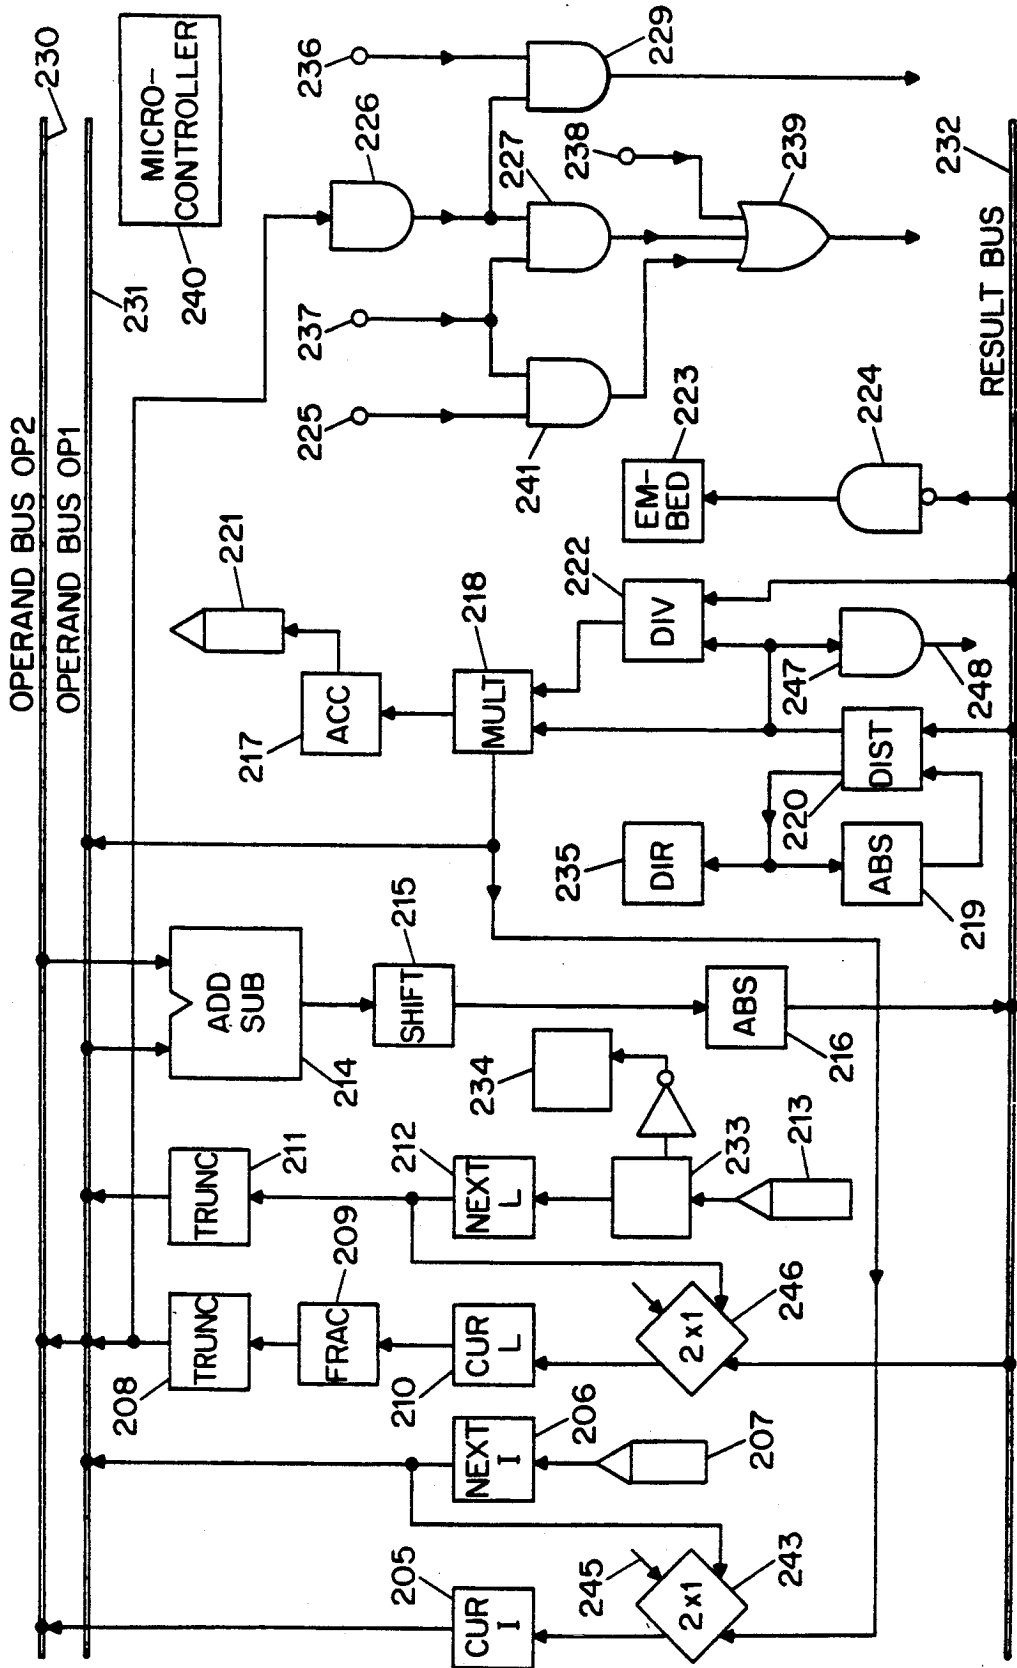 OPERAND BUS OP2
230
OPERAND BUS OP1
231
MICRO-
CONTROLLER
240
236
226
229
237
225
227
238
239
241
221
ACC
217
MULT
218
TRUNC
208
TRUNC
211
ADD
SUB
214
FRAC
209
SHIFT
215
CUR
I
205
NEXT
I
206
207
CUR
L
210
NEXT
L
212
233
234
213
2x1
243
245
2x1
246
ABS
216
DIR
235
ABS
219
DIST
220
DIV
222
247
248
EM-
BED
223
224
RESULT BUS
232